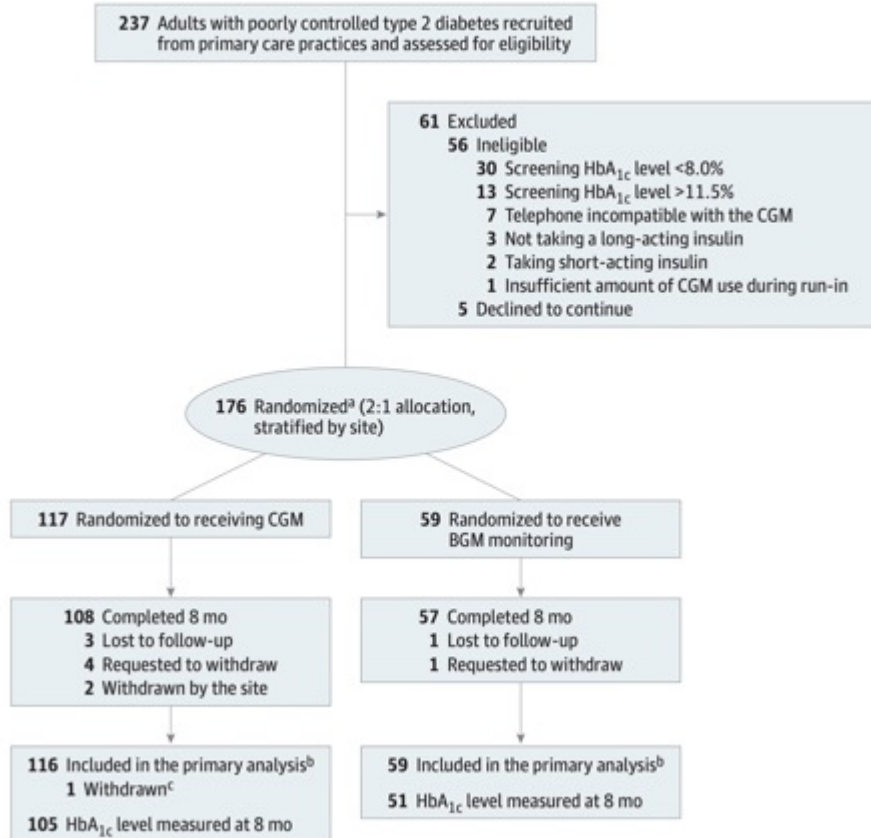 237 Adults with poorly controlled type 2 diabetes recruited
from primary care practices and assessed for eligibility
61 Excluded
56 Ineligible
30 Screening HbA1c level <8.0%
13 Screening HbA1c level >11.5%
7 Telephone incompatible with the CGM
3 Not taking a long-acting insulin
2 Taking short-acting insulin
1 Insufficient amount of CGM use during run-in
5 Declined to continue
176 Randomizedᵃ (2:1 allocation,
stratified by site)
117 Randomized to receiving CGM
59 Randomized to receive
BGM monitoring
108 Completed 8 mo
3 Lost to follow-up
4 Requested to withdraw
2 Withdrawn by the site
57 Completed 8 mo
1 Lost to follow-up
1 Requested to withdraw
116 Included in the primary analysisᵇ
1 Withdrawnᶜ
105 HbA1c level measured at 8 mo
59 Included in the primary analysisᵇ
51 HbA1c level measured at 8 mo